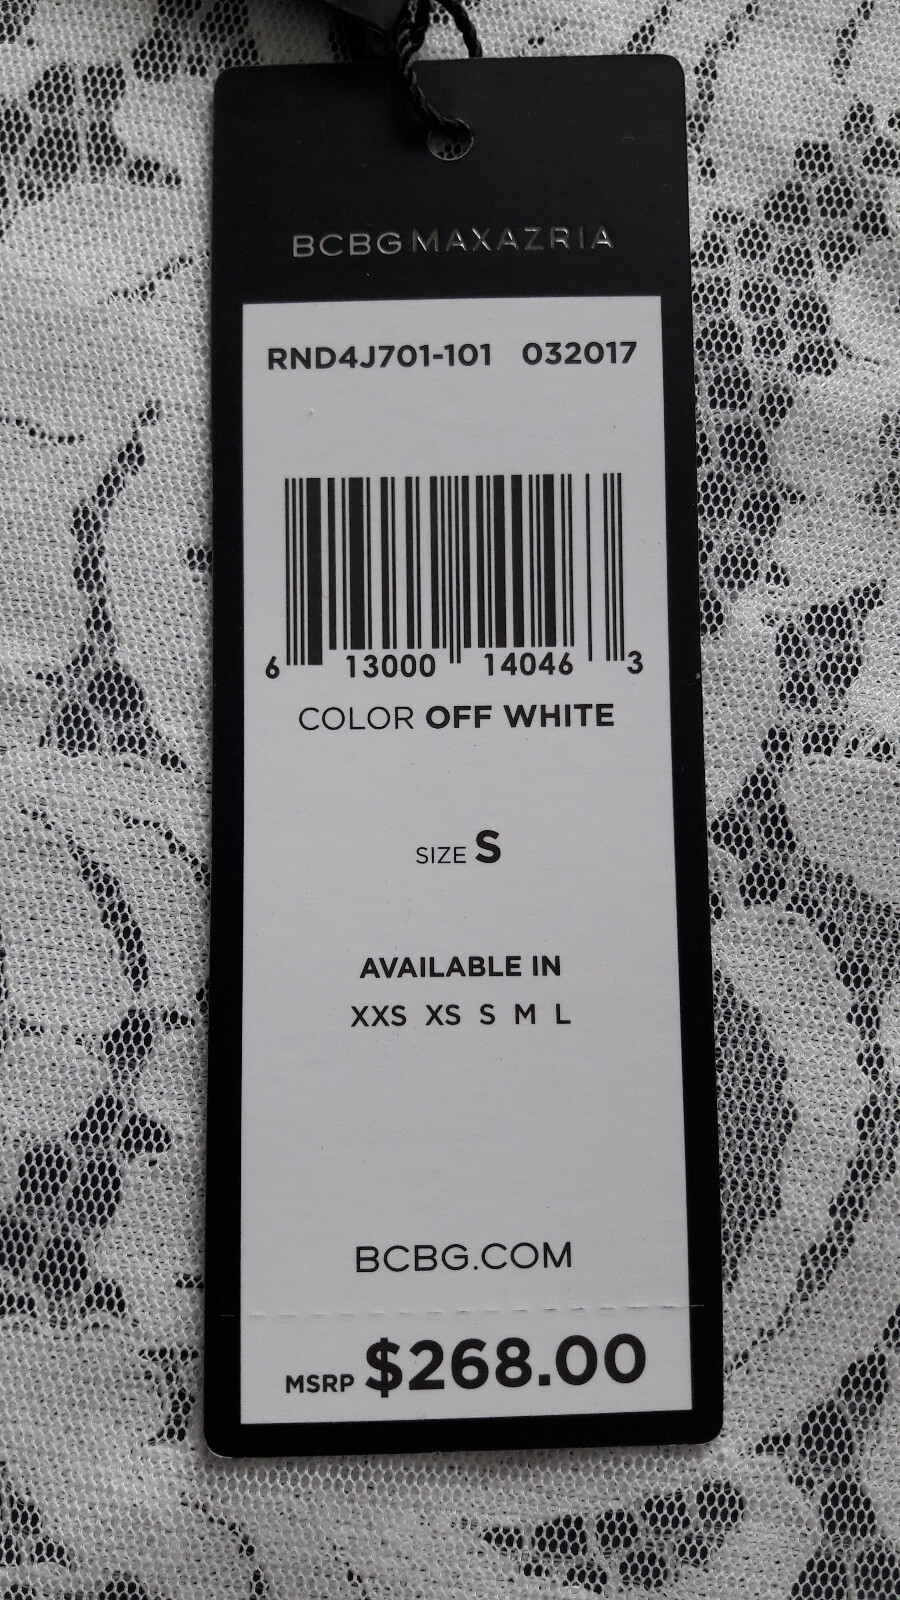 BCBGMAXAZRIA
RND4J701-101 032017
6 13000 14046 3
COLOR OFF WHITE
SIZE S
AVAILABLE IN
XXS XS S M L
BCBG.COM
MSRP $268.00